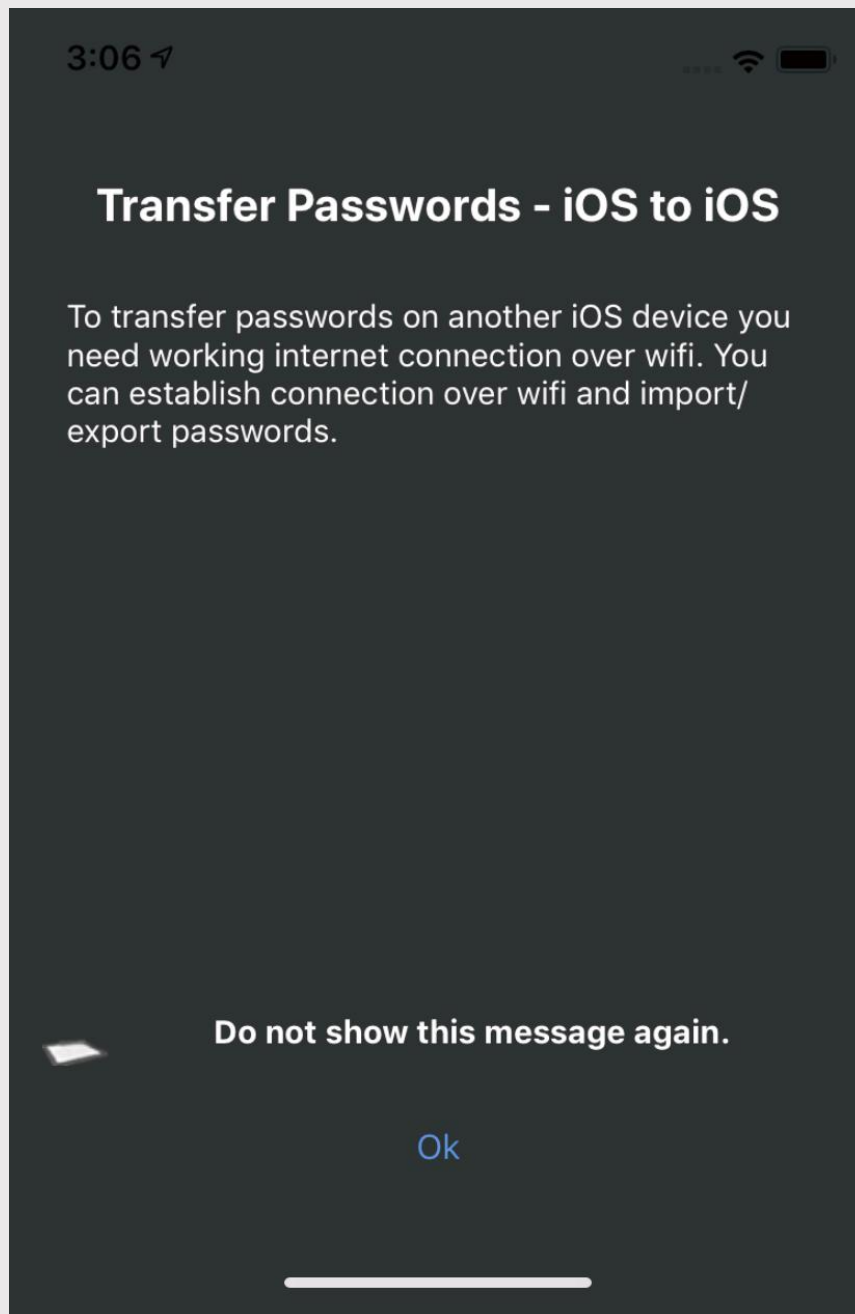 3:06
Transfer Passwords - iOS to iOS
To transfer passwords on another iOS device you
need working internet connection over wifi. You
can establish connection over wifi and import/
export passwords.
Do not show this message again.
Ok